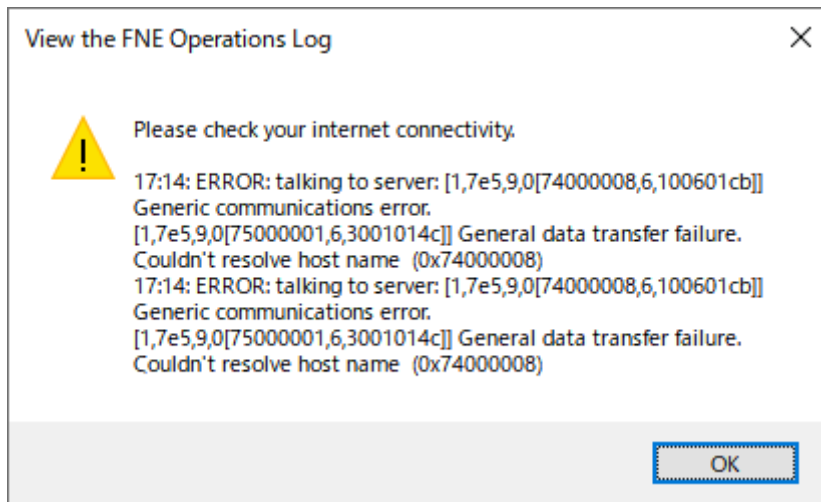 View the FNE Operations Log
Please check your internet connectivity.
17:14: ERROR: talking to server: [1,7e5,9,0[74000008,6,100601cb]]
Generic communications error.
[1,7e5,9,0[75000001,6,3001014c]] General data transfer failure.
Couldn't resolve host name  (0x74000008)
17:14: ERROR: talking to server: [1,7e5,9,0[74000008,6,100601cb]]
Generic communications error.
[1,7e5,9,0[75000001,6,3001014c]] General data transfer failure.
Couldn't resolve host name  (0x74000008)
OK